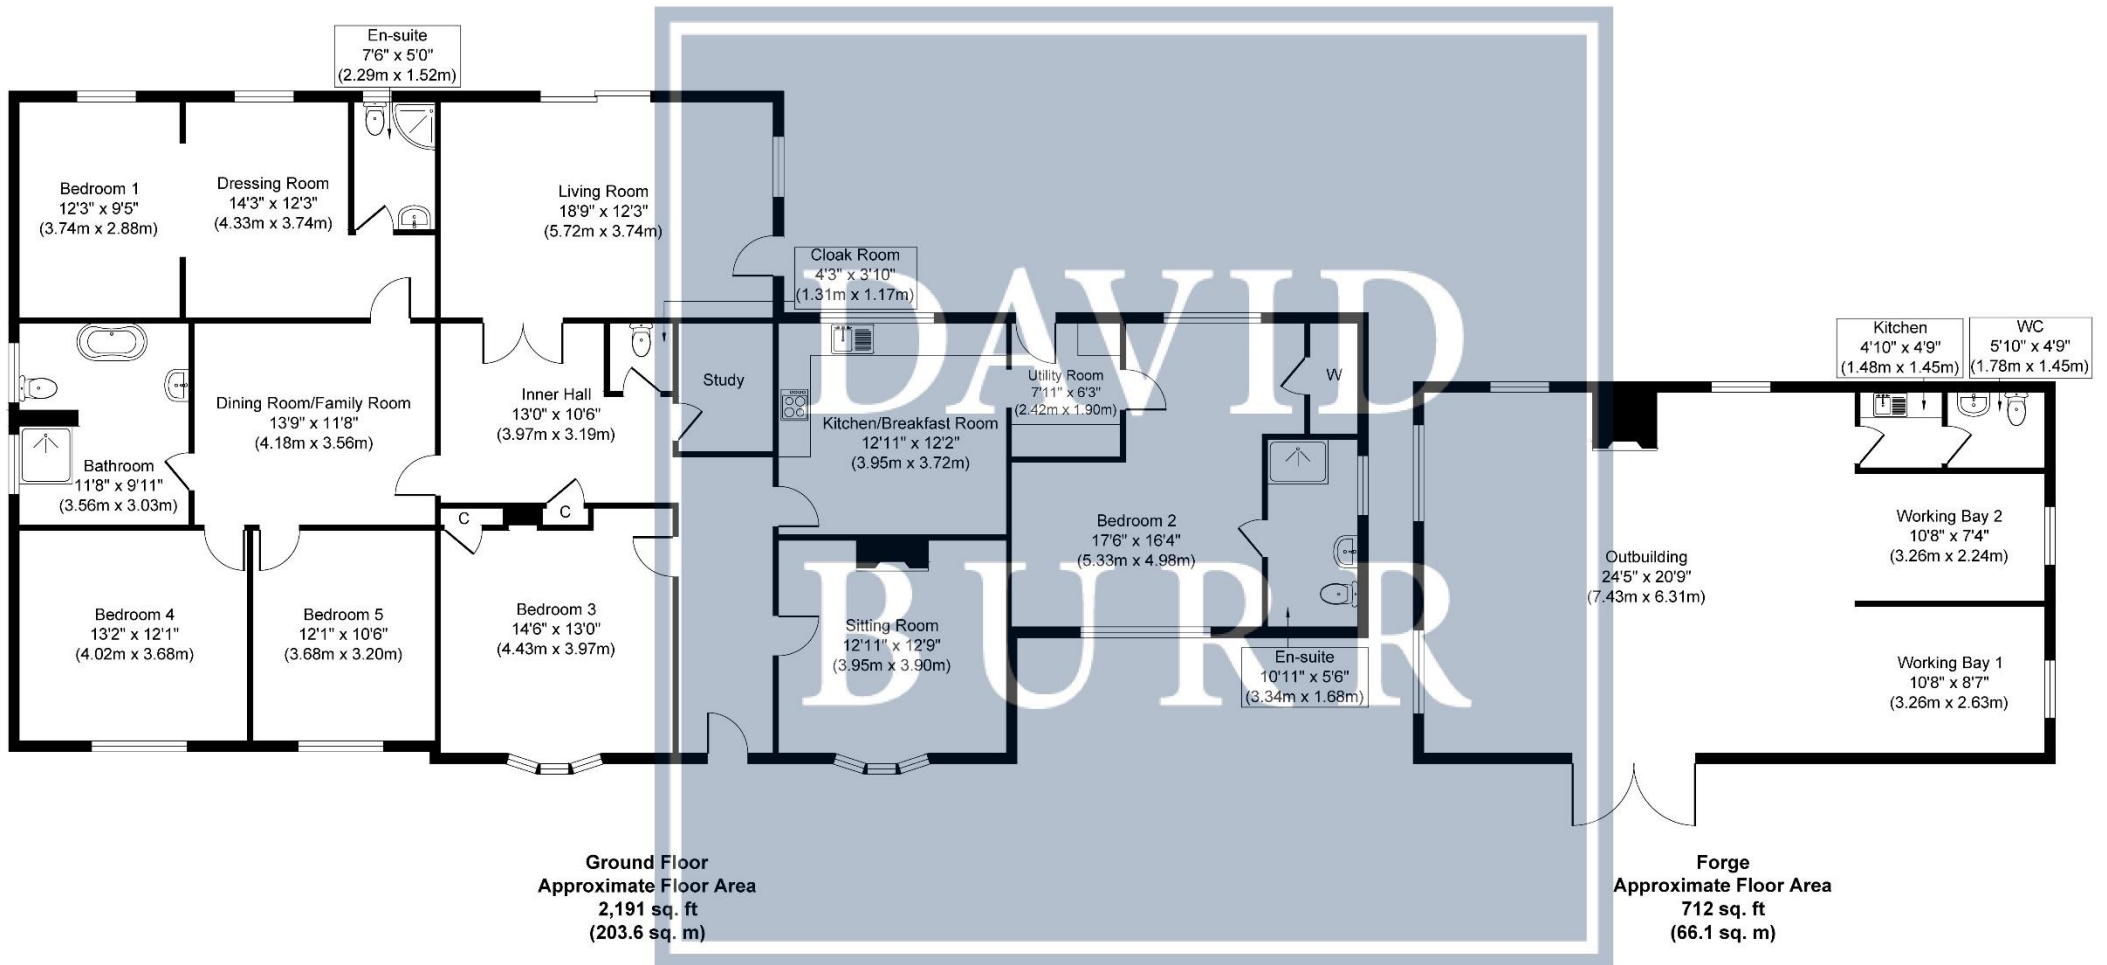 En-suite
7'6" x 5'0"
(2.29m x 1.52m)
Bedroom 1
12'3" x 9'5"
(3.74m x 2.88m)
Dressing Room
14'3" x 12'3"
(4.33m x 3.74m)
Living Room
18'9" x 12'3"
(5.72m x 3.74m)
Cloak Room
4'3" x 3'10"
(1.31m x 1.17m)
DAVID
BURR
Bathroom
11'8" x 9'11"
(3.56m x 3.03m)
Dining Room/Family Room
13'9" x 11'8"
(4.18m x 3.56m)
Inner Hall
13'0" x 10'6"
(3.97m x 3.19m)
Study
Kitchen/Breakfast Room
12'11" x 12'2"
(3.95m x 3.72m)
Utility Room
7'11" x 6'3"
(2.42m x 1.90m)
W
C
C
Bedroom 2
17'6" x 16'4"
(5.33m x 4.98m)
Bedroom 4
13'2" x 12'1"
(4.02m x 3.68m)
Bedroom 5
12'1" x 10'6"
(3.68m x 3.20m)
Bedroom 3
14'6" x 13'0"
(4.43m x 3.97m)
Sitting Room
12'11" x 12'9"
(3.95m x 3.90m)
En-suite
10'11" x 5'6"
(3.34m x 1.68m)
Kitchen
4'10" x 4'9"
(1.48m x 1.45m)
WC
5'10" x 4'9"
(1.78m x 1.45m)
Outbuilding
24'5" x 20'9"
(7.43m x 6.31m)
Working Bay 2
10'8" x 7'4"
(3.26m x 2.24m)
Working Bay 1
10'8" x 8'7"
(3.26m x 2.63m)
Ground Floor
Approximate Floor Area
2,191 sq. ft
(203.6 sq. m)
Forge
Approximate Floor Area
712 sq. ft
(66.1 sq. m)